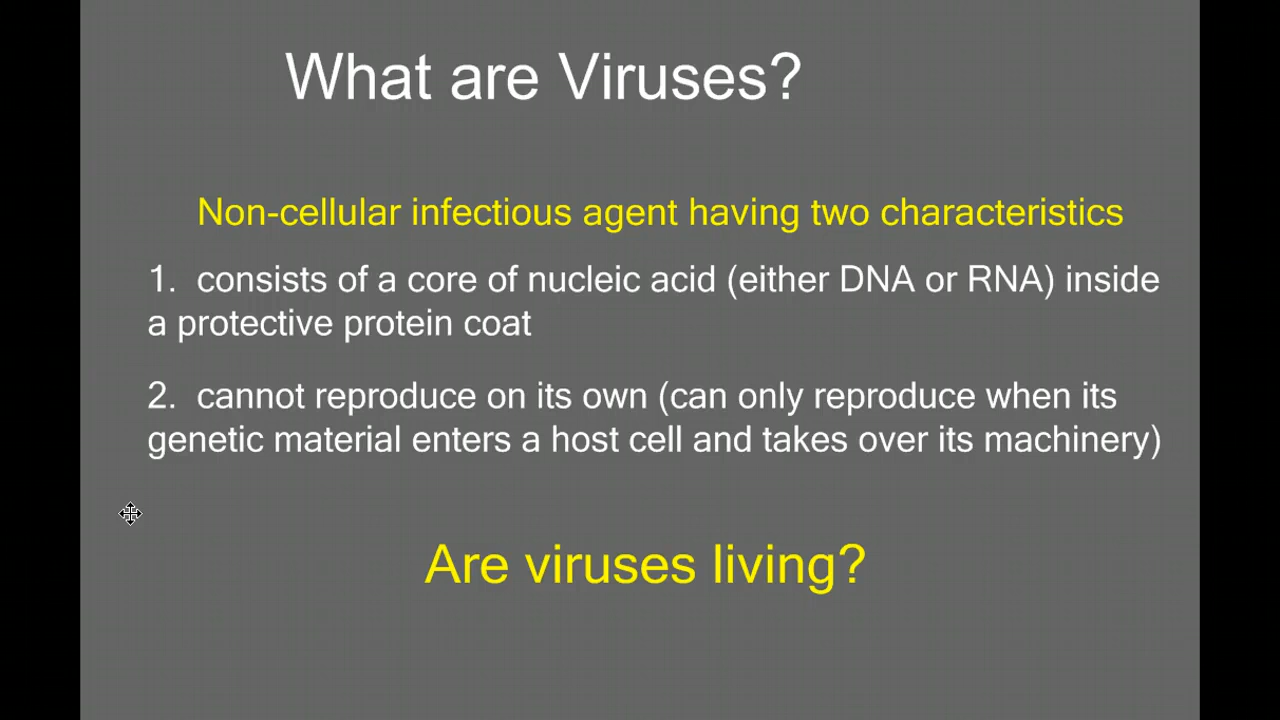 What are Viruses?
Non-cellular infectious agent having two characteristics
1. consists of a core of nucleic acid (either DNA or RNA) inside
a protective protein coat
2. cannot reproduce on its own (can only reproduce when its
genetic material enters a host cell and takes over its machinery)
Are viruses living?